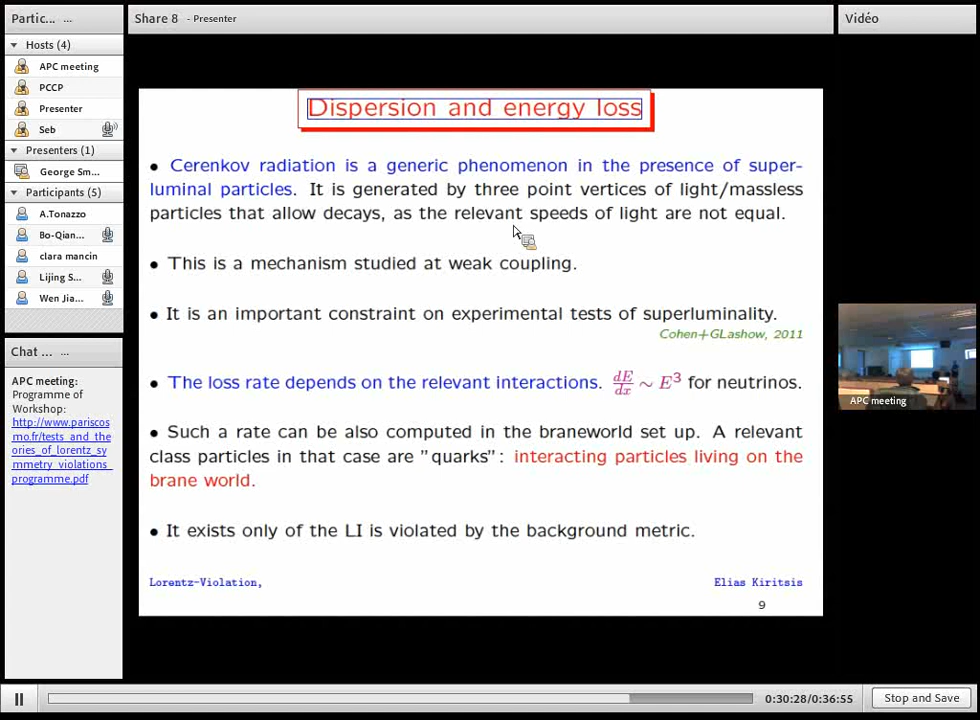 Partic... ...
Hosts (4)
APC meeting
PCCP
Presenter
Seb
Presenters (1)
George Sm...
Participants (5)
A.Tonazzo
Bo-Qian...
clara mancin
Lijing S...
Wen Jia...
Chat ... ...
APC meeting:
Programme of
Workshop:
http://www.pariscos
mo.fr/tests_and_the
ories_of_lorentz_sy
mmetry_violations_
programme.pdf
Share 8 - Presenter
Dispersion and energy loss
• Cerenkov radiation is a generic phenomenon in the presence of super-
luminal particles. It is generated by three point vertices of light/massless
particles that allow decays, as the relevant speeds of light are not equal.
• This is a mechanism studied at weak coupling.
• It is an important constraint on experimental tests of superluminality.
Cohen+GLashow, 2011
• The loss rate depends on the relevant interactions. dE/dx ∼ E³ for neutrinos.
• Such a rate can be also computed in the braneworld set up. A relevant
class particles in that case are "quarks": interacting particles living on the
brane world.
• It exists only of the LI is violated by the background metric.
Lorentz-Violation, Elias Kiritsis
9
Vidéo
APC meeting
0:30:28/0:36:55
Stop and Save